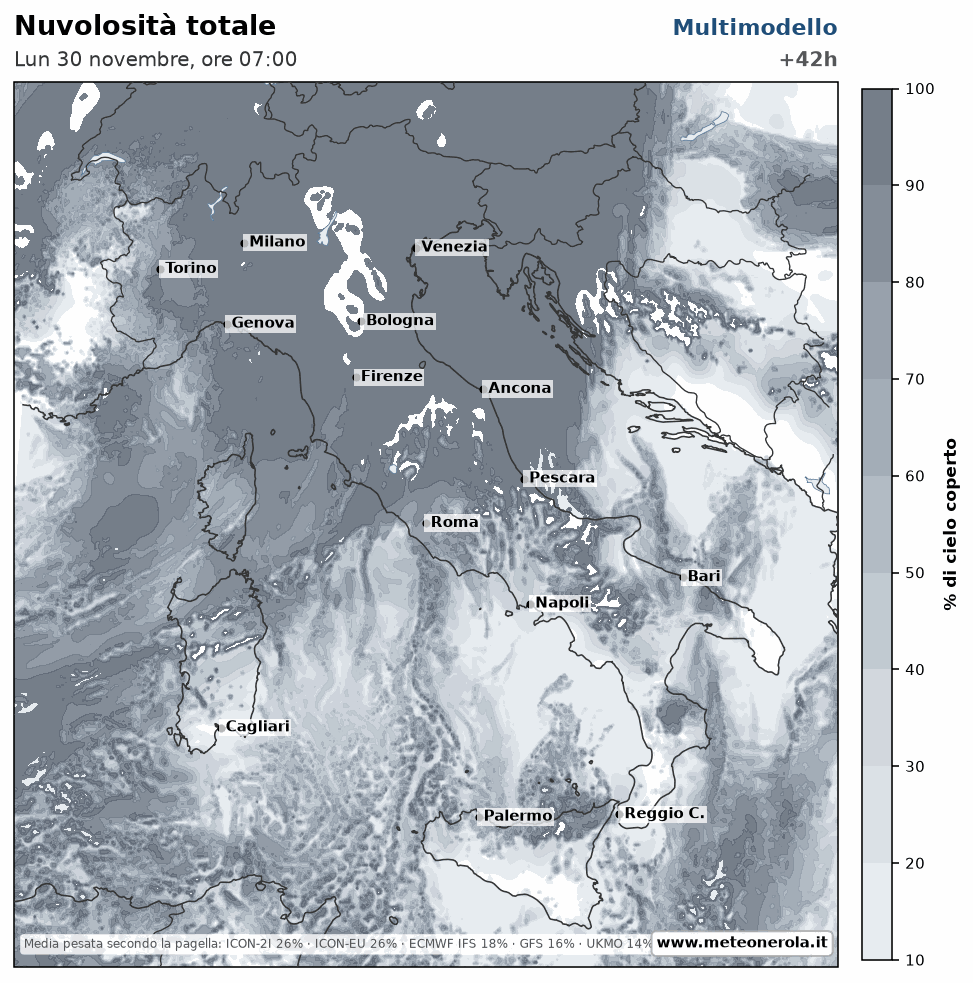 Nuvolosità totale
Multimodello
Lun 30 novembre, ore 07:00
+42h
100
90
80
70
60
50
40
30
20
10
% di cielo coperto
Milano
Venezia
Torino
Genova
Bologna
Firenze
Ancona
Pescara
Roma
Bari
Napoli
Cagliari
Palermo
Reggio C.
Media pesata secondo la pagella: ICON-2I 26% · ICON-EU 26% · ECMWF IFS 18% · GFS 16% · UKMO 14%
www.meteonerola.it